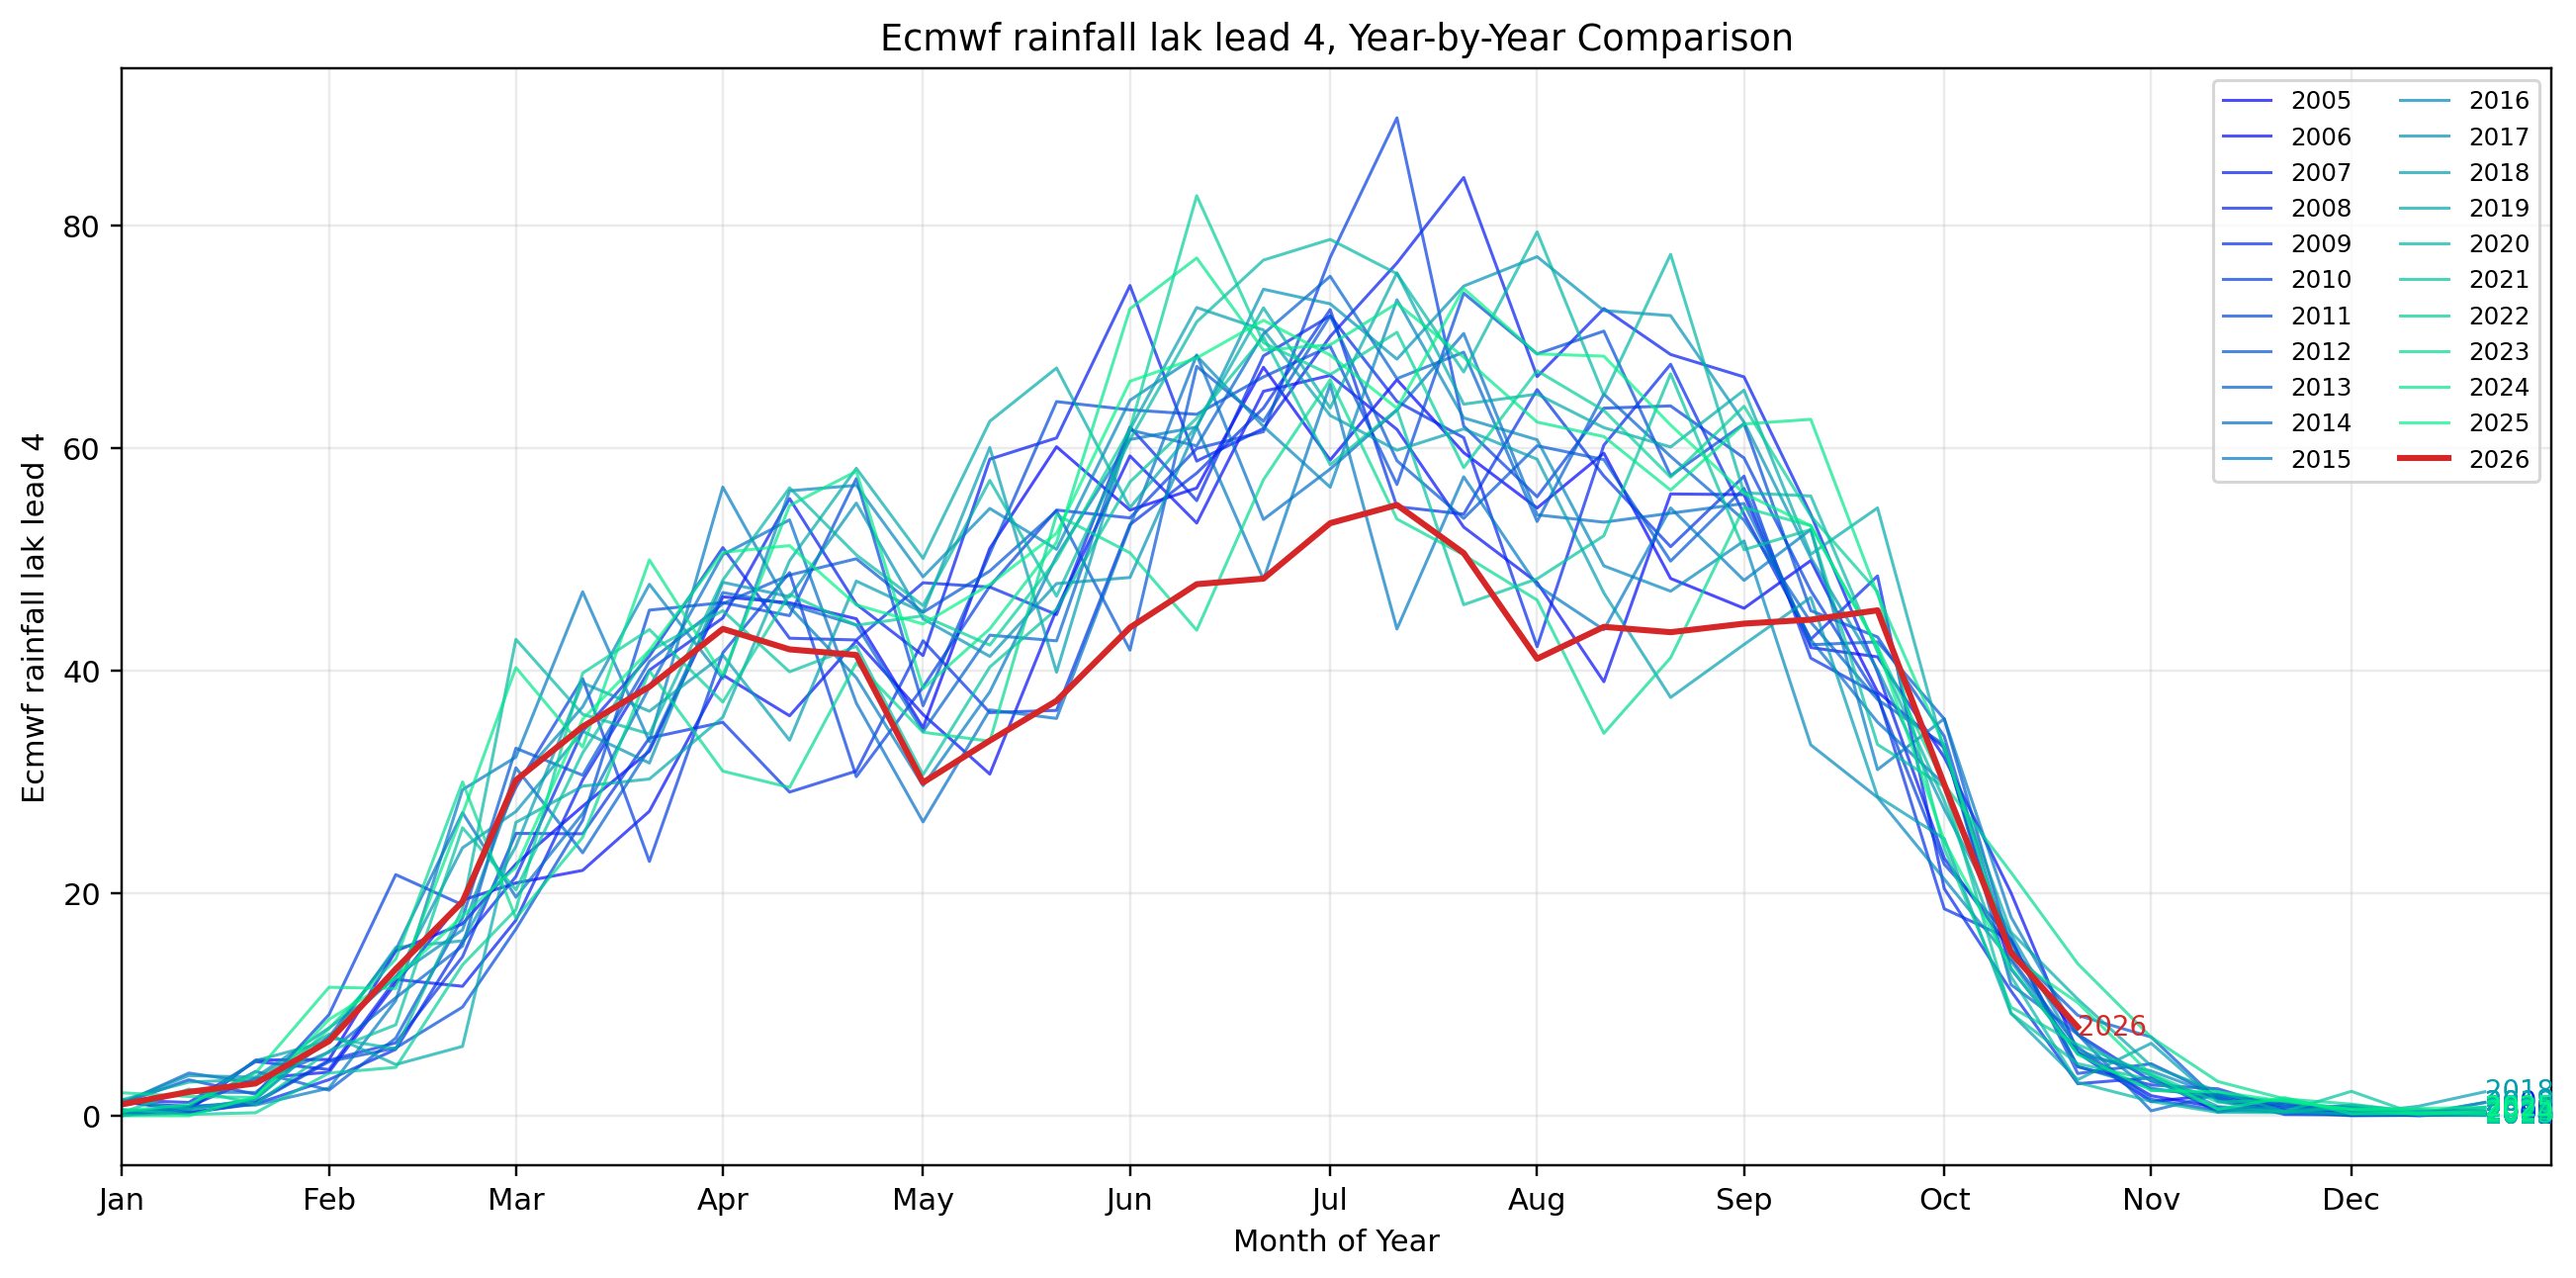 Ecmwf rainfall lak lead 4, Year-by-Year Comparison
Ecmwf rainfall lak lead 4
80
60
40
20
0
2005
2006
2007
2008
2009
2010
2011
2012
2013
2014
2015
2016
2017
2018
2019
2020
2021
2022
2023
2024
2025
2026
2026
2018
Jan
Feb
Mar
Apr
May
Jun
Jul
Aug
Sep
Oct
Nov
Dec
Month of Year